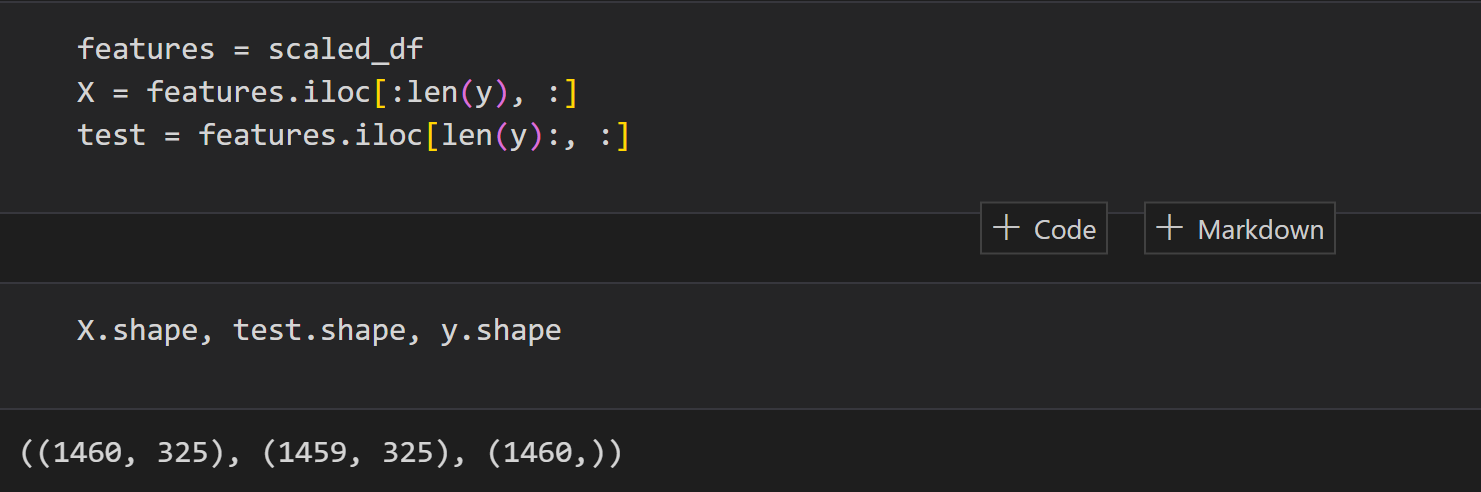 features = scaled_df
X = features.iloc[:len(y), :]
test = features.iloc[len(y):, :]
+ Code
+ Markdown
X.shape, test.shape, y.shape
((1460, 325), (1459, 325), (1460,))